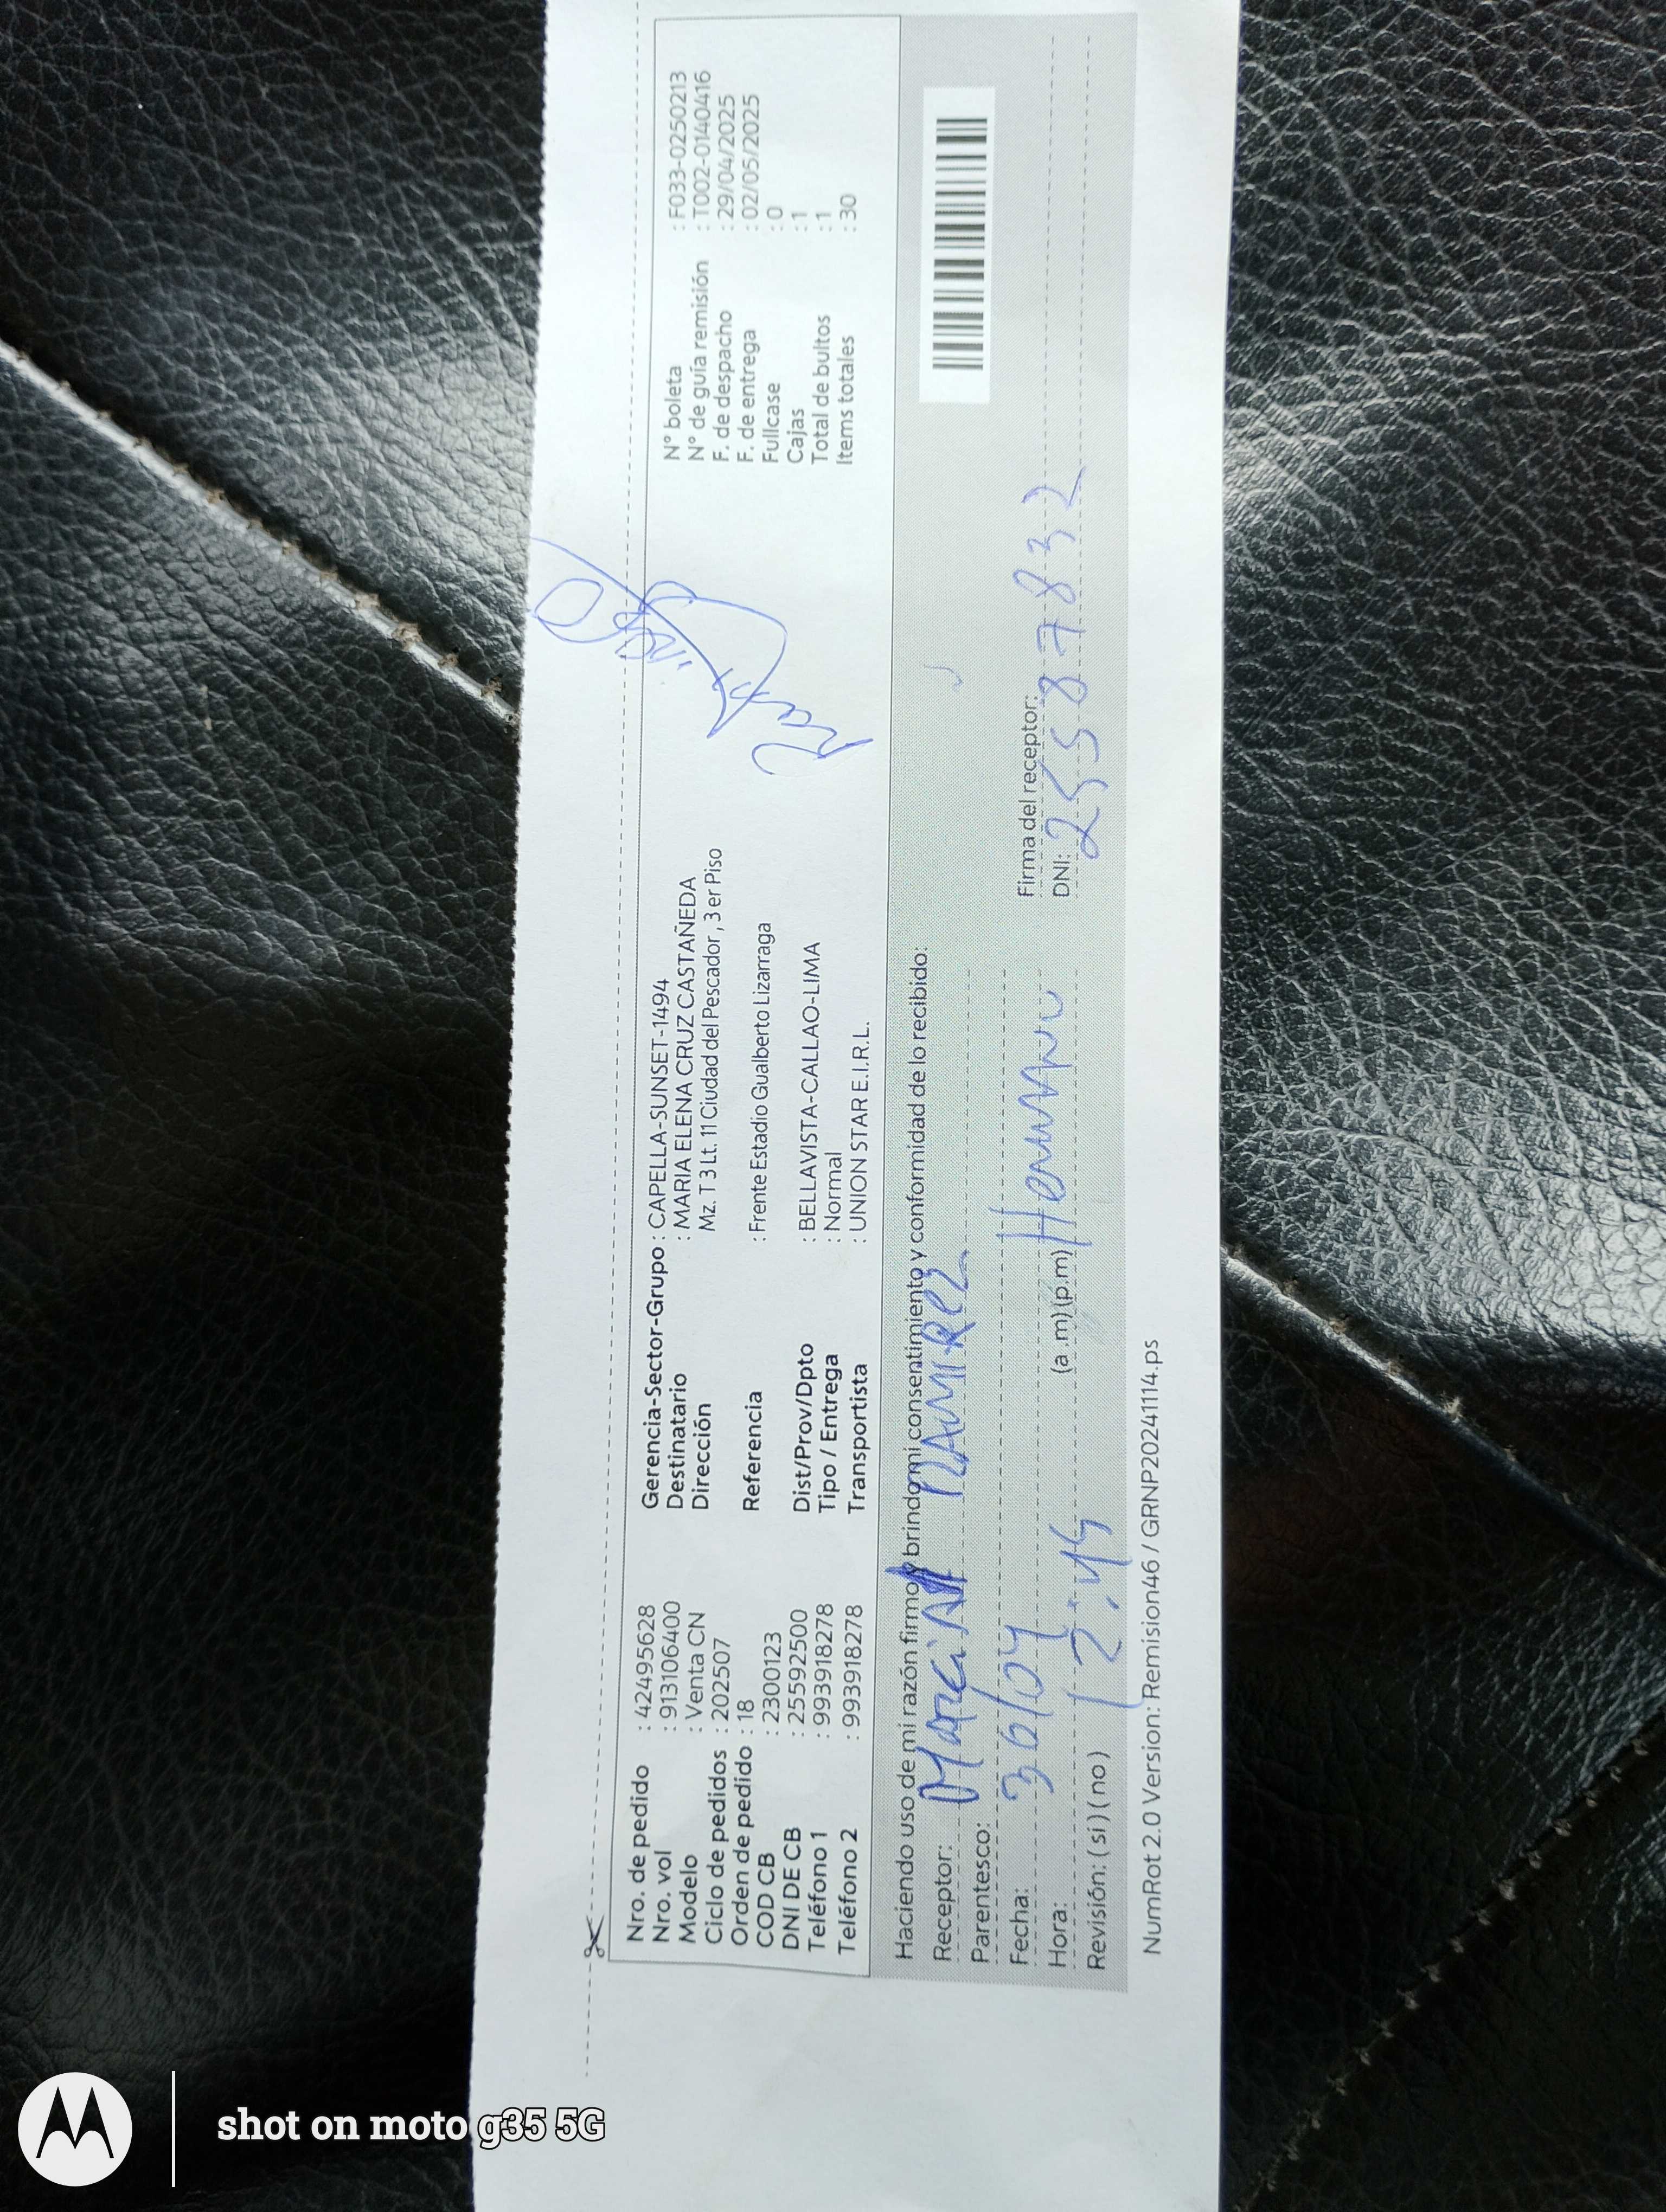 Nro. de pedido : 42495628
Nro. vol : 913106400
Modelo : Venta CN
Ciclo de pedidos : 202507
Orden de pedido : 18
COD CB : 2300123
DNI DE CB : 25592500
Teléfono 1 : 993918278
Teléfono 2 : 993918278
Gerencia-Sector-Grupo : CAPELLA-SUNSET-1494
Destinatario : MARIA ELENA CRUZ CASTAÑEDA
Dirección Mz. T 3 Lt. 11 Ciudad del Pescador , 3 er Piso
Referencia : Frente Estadio Gualberto Lizarraga
Dist/Prov/Dpto : BELLAVISTA-CALLAO-LIMA
Tipo / Entrega : Normal
Transportista : UNION STAR E.I.R.L.
N° boleta : F033-0250213
N° de guía remisión : T002-0140416
F. de despacho : 29/04/2025
F. de entrega : 02/05/2025
Fullcase : 0
Cajas : 1
Total de bultos : 1
Items totales : 30
Haciendo uso de mi razón firmo y brindo mi consentimiento y conformidad de lo recibido:
Receptor: MArciAl RAMIRez
Parentesco:
Fecha: 30/04
Firma del receptor:
Hora: 12:45 (a .m)(p.m) Hermano DNI: 25587832
Revisión: ( si ) ( no )
NumRot 2.0 Version: Remision46 / GRNP20241114.ps
shot on moto g35 5G